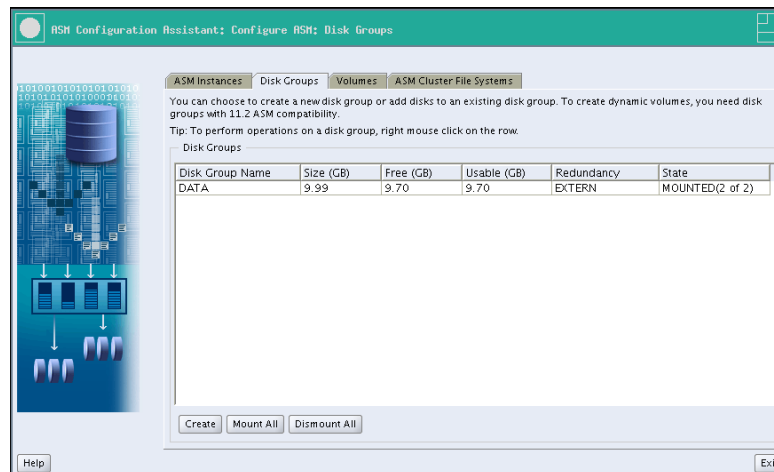 ASM Configuration Assistant: Configure ASM: Disk Groups
ASM Instances Disk Groups Volumes ASM Cluster File Systems
You can choose to create a new disk group or add disks to an existing disk group. To create dynamic volumes, you need disk
groups with 11.2 ASM compatibility.
Tip: To perform operations on a disk group, right mouse click on the row.
Disk Groups
Disk Group Name Size (GB) Free (GB) Usable (GB) Redundancy State
DATA 9.99 9.70 9.70 EXTERN MOUNTED(2 of 2)
Create Mount All Dismount All
Help Exi